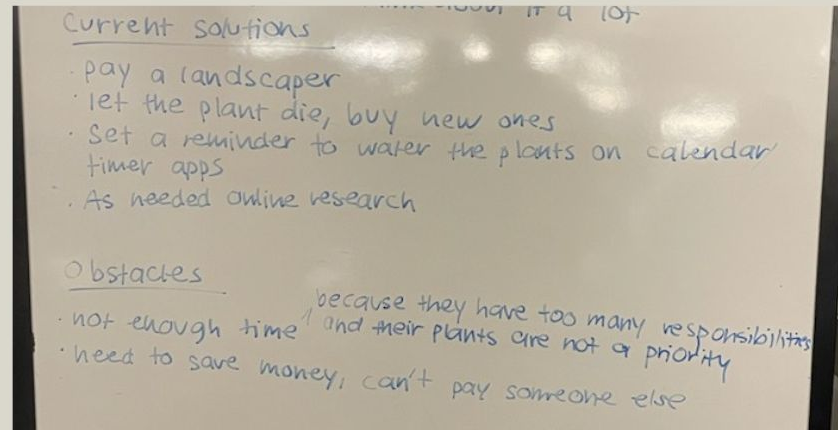 it a lot
Current solutions
· pay a landscaper
· let the plant die, buy new ones
· Set a reminder to water the plants on calendar
timer apps
· As needed online research
Obstacles
because they have too many responsibilities
· not enough time and their plants are not a priority
· need to save money, can't pay someone else